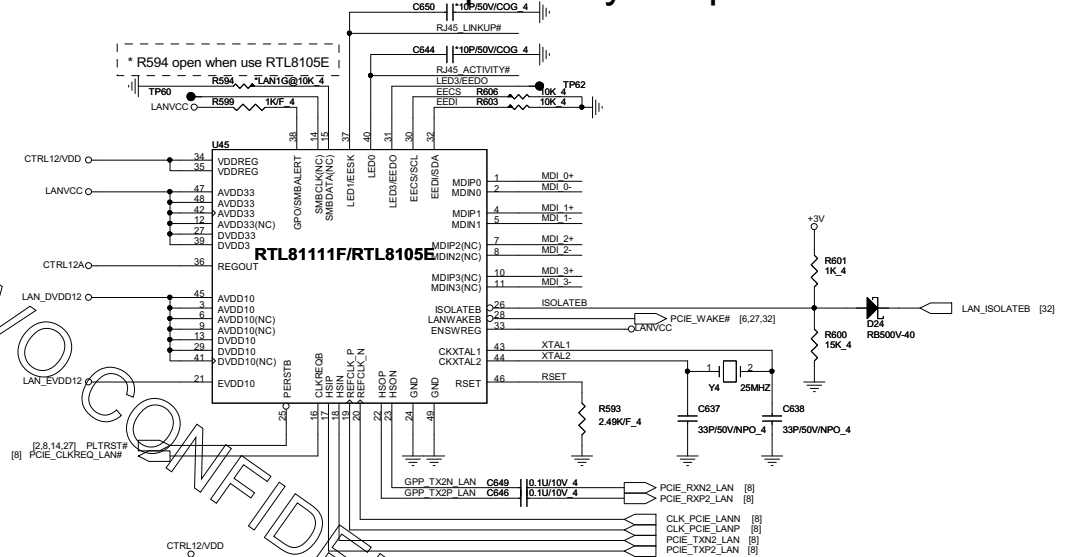 C650 *10P/50V/COG_4
RJ45_LINKUP#
C644 *10P/50V/COG_4
RJ45_ACTIVITY#
* R594 open when use RTL8105E
R594 *LAN1G@10K_4
TP60
LANVCC R599 1K/F_4
LED3/EEDO TP62
EECS R606 10K_4
EEDI R603 10K_4
38 14 15 37 40 31 30 32
U45
GPO/SMBALERT
SMBCLK(NC)
SMBDATA(NC)
LED1/EESK
LED0
LED3/EEDO
EECS/SCL
EEDI/SDA
CTRL12/VDD 34 VDDREG
35 VDDREG
LANVCC 47 AVDD33
48 AVDD33
42 AVDD33
12 AVDD33(NC)
27 DVDD33
39 DVDD3
CTRL12A 36 REGOUT
LAN_DVDD12 45 AVDD10
3 AVDD10
6 AVDD10(NC)
9 AVDD10(NC)
13 DVDD10
29 DVDD10
41 DVDD10(NC)
LAN_EVDD12 21 EVDD10
RTL81111F/RTL8105E
MDIP0 1 MDI_0+
MDIN0 2 MDI_0-
MDIP1 4 MDI_1+
MDIN1 5 MDI_1-
MDIP2(NC) 7 MDI_2+
MDIN2(NC) 8 MDI_2-
MDIP3(NC) 10 MDI_3+
MDIN3(NC) 11 MDI_3-
ISOLATEB 26 ISOLATEB
LANWAKEB 28 PCIE_WAKE# [6,27,32]
ENSWREG 33 LANVCC
CKXTAL1 43 XTAL1
CKXTAL2 44 XTAL2
RSET 46 RSET
+3V
R601
1K_4
R600
15K_4
D24
RB500V-40
LAN_ISOLATEB [32]
1 2
Y4 25MHZ
C637
33P/50V/NPO_4
C638
33P/50V/NPO_4
R593
2.49K/F_4
PERSTB
CLKREQB
HSIP
HSIN
REFCLK_P
REFCLK_N
HSOP
HSON
GND
GND
25 16 17 18 19 20 22 23 24 49
[2,8,14,27] PLTRST#
[8] PCIE_CLKREQ_LAN#
GPP_TX2N_LAN C649 0.1U/10V_4 PCIE_RXN2_LAN [8]
GPP_TX2P_LAN C646 0.1U/10V_4 PCIE_RXP2_LAN [8]
CLK_PCIE_LANN [8]
CLK_PCIE_LANP [8]
PCIE_TXN2_LAN [8]
PCIE_TXP2_LAN [8]
CTRL12/VDD